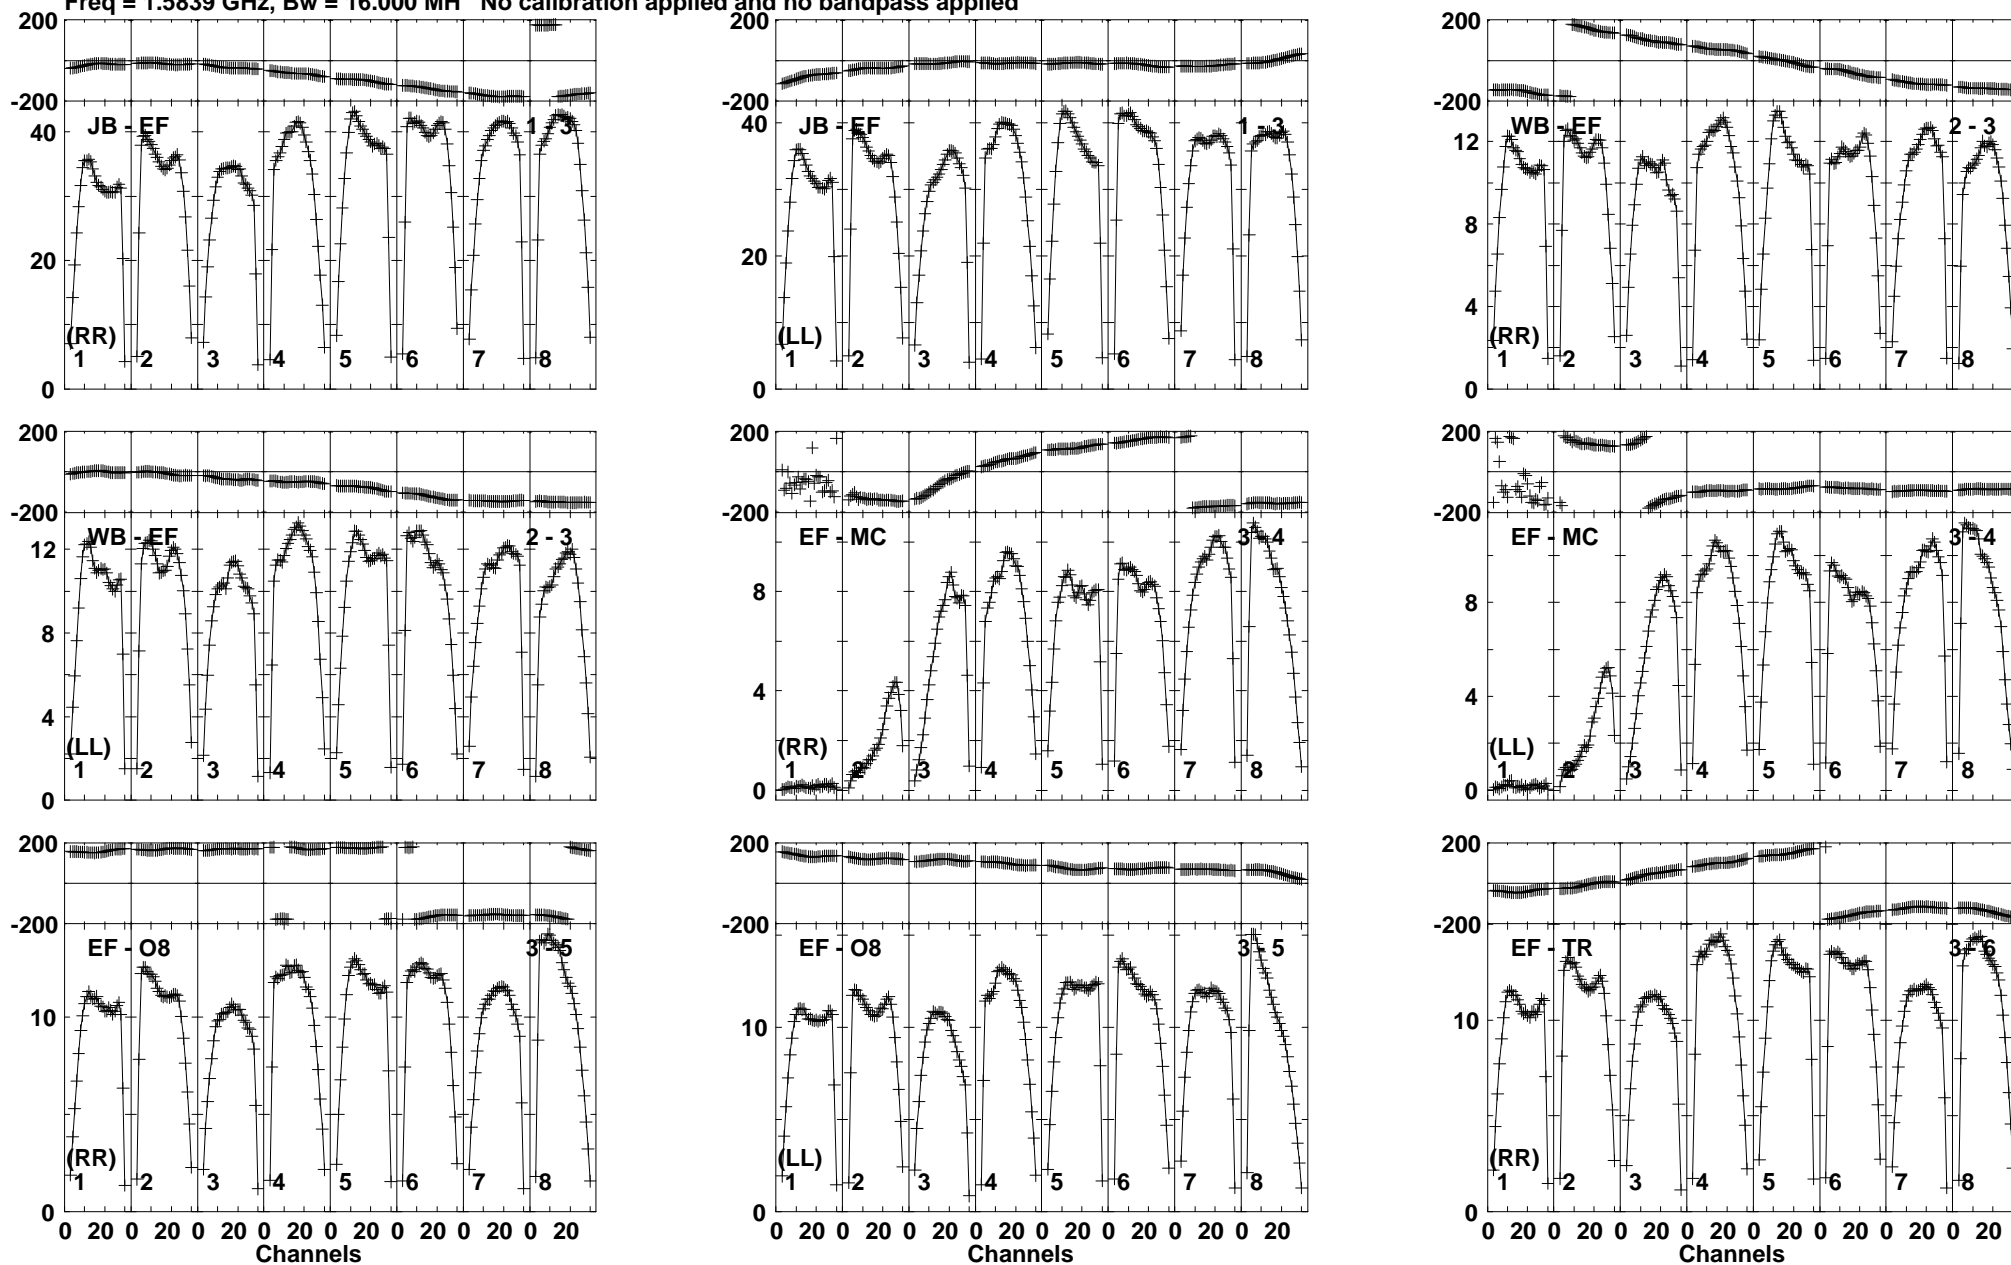 Freq = 1.5839 GHz, Bw = 16.000 MH No calibration applied and no bandpass applied
200 200 200
-200 -200 -200
JB - EF 1 - 3 JB - EF 1 - 3 WB - EF 2 - 3
40 40 12
20 20 8
4
(RR) (LL) (RR)
1 2 3 4 5 6 7 8 1 2 3 4 5 6 7 8 1 2 3 4 5 6 7 8
0 0 0
200 200 200
-200 -200 -200
WB - EF 2 - 3 EF - MC 3 - 4 EF - MC 3 - 4
12 8 8
8 4 4
4
(LL) (RR) (LL)
1 2 3 4 5 6 7 8 1 2 3 4 5 6 7 8 1 2 3 4 5 6 7 8
0 0 0
200 200 200
-200 -200 -200
EF - O8 3 - 5 EF - O8 3 - 5 EF - TR 3 - 6
10 10 10
(RR) (LL) (RR)
1 2 3 4 5 6 7 8 1 2 3 4 5 6 7 8 1 2 3 4 5 6 7 8
0 0 0
0 20 0 20 0 20 0 20 0 20 0 20 0 20 0 20 0 20 0 20 0 20 0 20 0 20 0 20 0 20 0 20 0 20 0 20 0 20 0 20 0 20 0 20 0 20 0 20
Channels Channels Channels